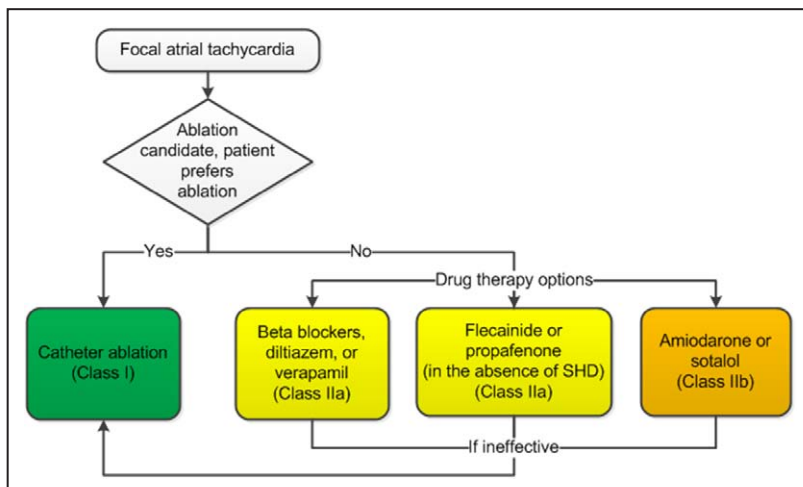 Focal atrial tachycardia
Ablation
candidate, patient
prefers
ablation
Yes
No
Drug therapy options
Catheter ablation
(Class I)
Beta blockers,
diltiazem, or
verapamil
(Class IIa)
Flecainide or
propafenone
(in the absence of SHD)
(Class IIa)
Amiodarone or
sotalol
(Class IIb)
If ineffective